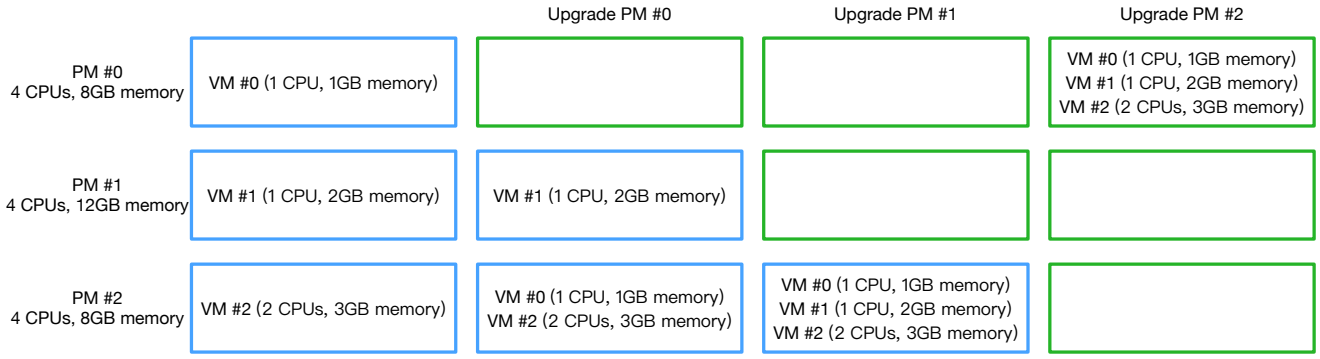 Upgrade PM #0
Upgrade PM #1
Upgrade PM #2
PM #0
4 CPUs, 8GB memory
VM #0 (1 CPU, 1GB memory)
VM #0 (1 CPU, 1GB memory)
VM #1 (1 CPU, 2GB memory)
VM #2 (2 CPUs, 3GB memory)
PM #1
4 CPUs, 12GB memory
VM #1 (1 CPU, 2GB memory)
VM #1 (1 CPU, 2GB memory)
PM #2
4 CPUs, 8GB memory
VM #2 (2 CPUs, 3GB memory)
VM #0 (1 CPU, 1GB memory)
VM #2 (2 CPUs, 3GB memory)
VM #0 (1 CPU, 1GB memory)
VM #1 (1 CPU, 2GB memory)
VM #2 (2 CPUs, 3GB memory)